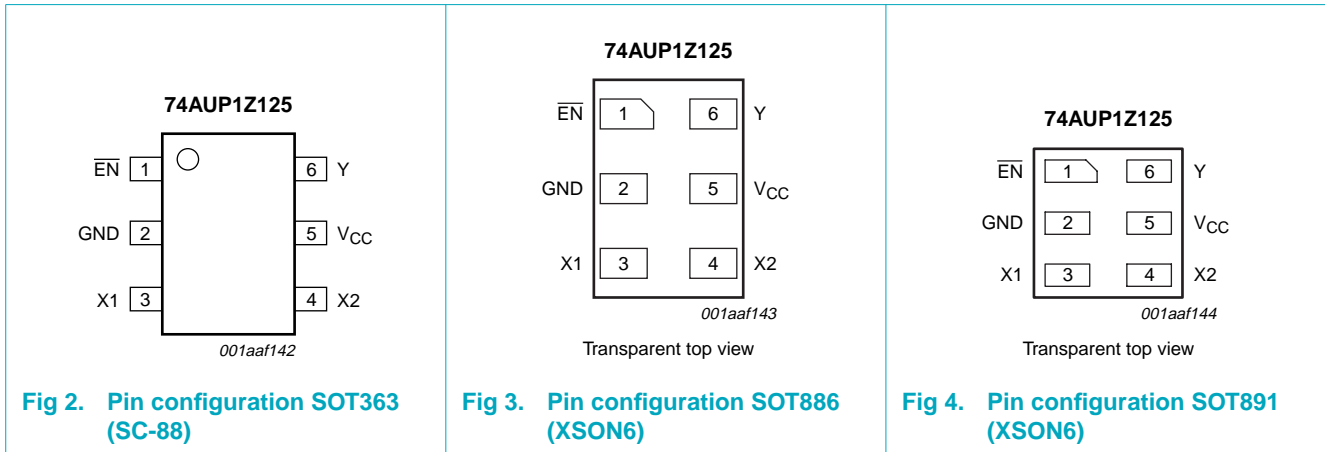 74AUP1Z125
EN 1 6 Y
GND 2 5 VCC
X1 3 4 X2
001aaf142
Fig 2. Pin configuration SOT363
(SC-88)
74AUP1Z125
EN 1 6 Y
GND 2 5 VCC
X1 3 4 X2
001aaf143
Transparent top view
Fig 3. Pin configuration SOT886
(XSON6)
74AUP1Z125
EN 1 6 Y
GND 2 5 VCC
X1 3 4 X2
001aaf144
Transparent top view
Fig 4. Pin configuration SOT891
(XSON6)